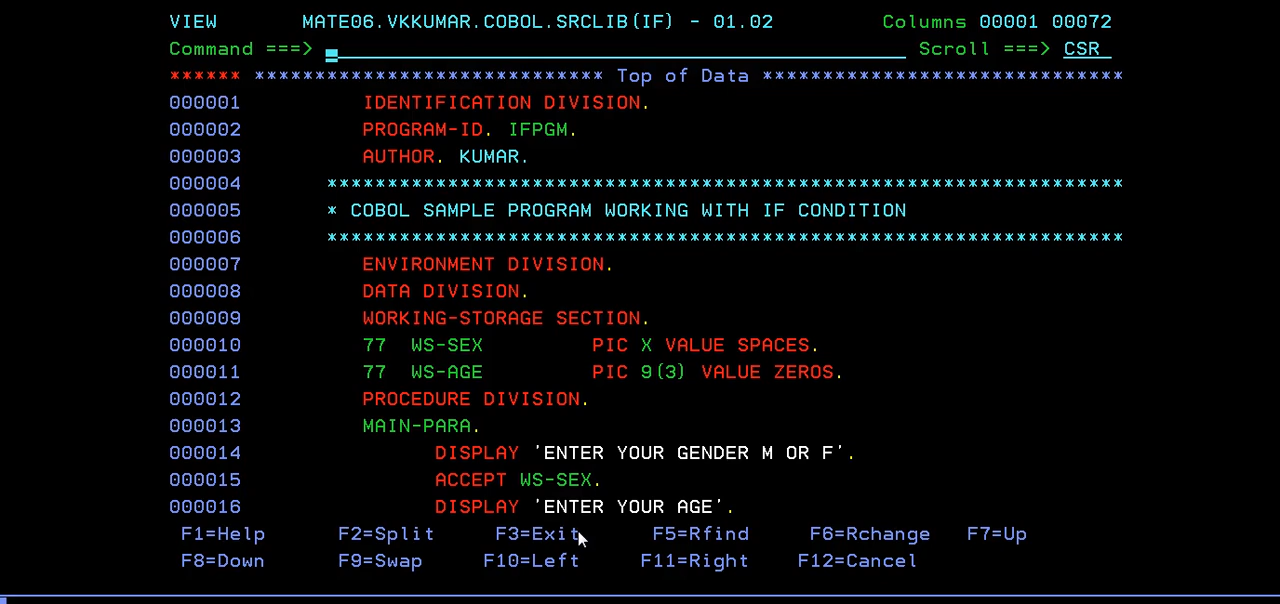 VIEW MATE06.VKKUMAR.COBOL.SRCLIB(IF) - 01.02 Columns 00001 00072
Command ===> Scroll ===> CSR
****** ***************************** Top of Data ******************************
000001 IDENTIFICATION DIVISION.
000002 PROGRAM-ID. IFPGM.
000003 AUTHOR. KUMAR.
000004 ******************************************************************
000005 * COBOL SAMPLE PROGRAM WORKING WITH IF CONDITION
000006 ******************************************************************
000007 ENVIRONMENT DIVISION.
000008 DATA DIVISION.
000009 WORKING-STORAGE SECTION.
000010 77 WS-SEX PIC X VALUE SPACES.
000011 77 WS-AGE PIC 9(3) VALUE ZEROS.
000012 PROCEDURE DIVISION.
000013 MAIN-PARA.
000014 DISPLAY 'ENTER YOUR GENDER M OR F'.
000015 ACCEPT WS-SEX.
000016 DISPLAY 'ENTER YOUR AGE'.
F1=Help F2=Split F3=Exit F5=Rfind F6=Rchange F7=Up
F8=Down F9=Swap F10=Left F11=Right F12=Cancel